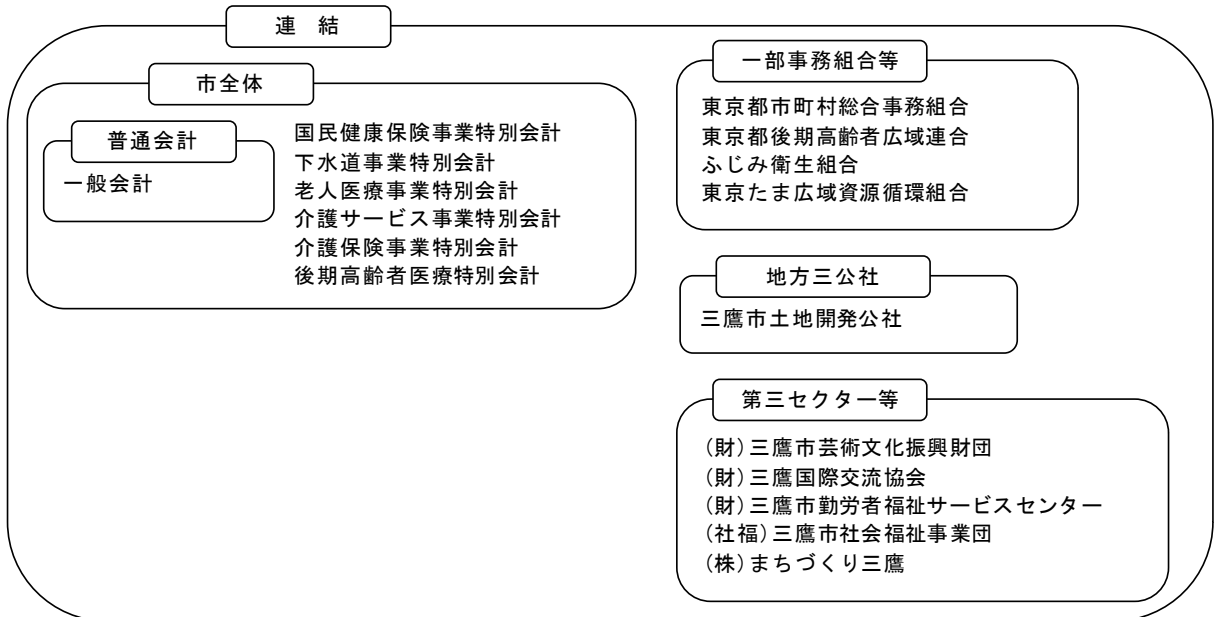 連 結
市全体
普通会計
一般会計
国民健康保険事業特別会計
下水道事業特別会計
老人医療事業特別会計
介護サービス事業特別会計
介護保険事業特別会計
後期高齢者医療特別会計
一部事務組合等
東京都市町村総合事務組合
東京都後期高齢者広域連合
ふじみ衛生組合
東京たま広域資源循環組合
地方三公社
三鷹市土地開発公社
第三セクター等
(財)三鷹市芸術文化振興財団
(財)三鷹国際交流協会
(財)三鷹市勤労者福祉サービスセンター
(社福)三鷹市社会福祉事業団
(株)まちづくり三鷹